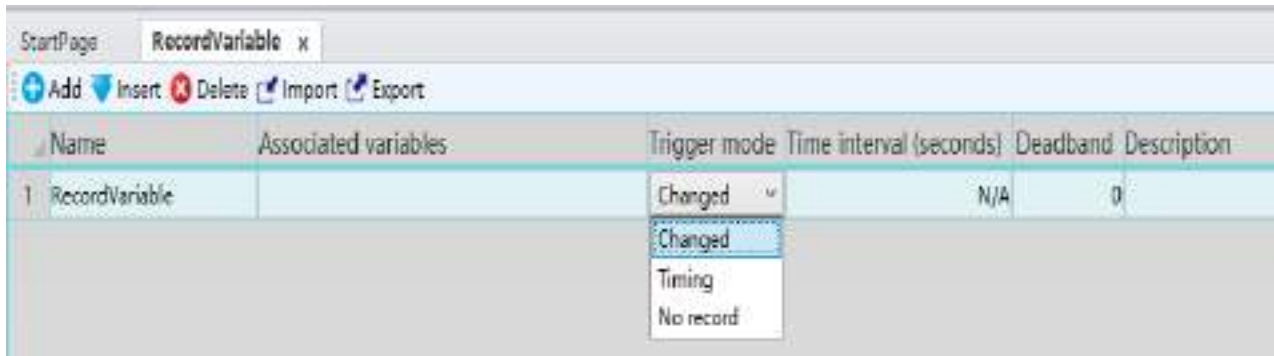 StartPage RecordVariable x
Add Insert Delete Import Export
Name Associated variables Trigger mode Time interval (seconds) Deadband Description
1 RecordVariable Changed N/A 0
Changed
Timing
No record